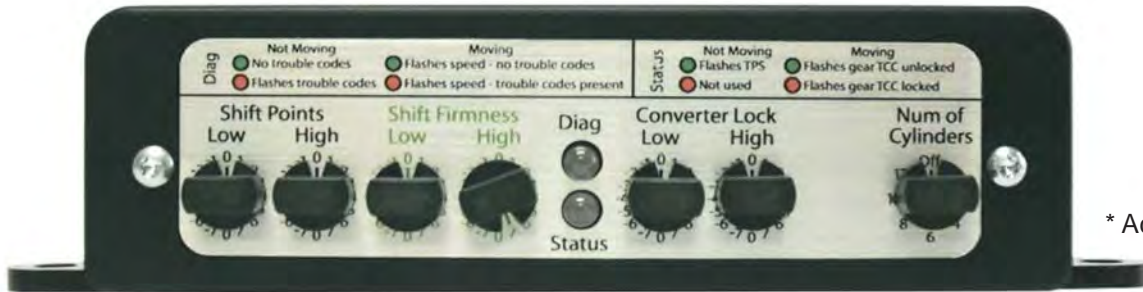 Diag
Not Moving
No trouble codes
Flashes trouble codes
Moving
Flashes speed - no trouble codes
Flashes speed - trouble codes present
Status
Not Moving
Flashes TPS
Not used
Moving
Flashes gear TCC unlocked
Flashes gear TCC locked
Shift Points
Low High
Shift Firmness
Low High
Diag
Status
Converter Lock
Low High
Num of
Cylinders
Off
8
6
* Ac